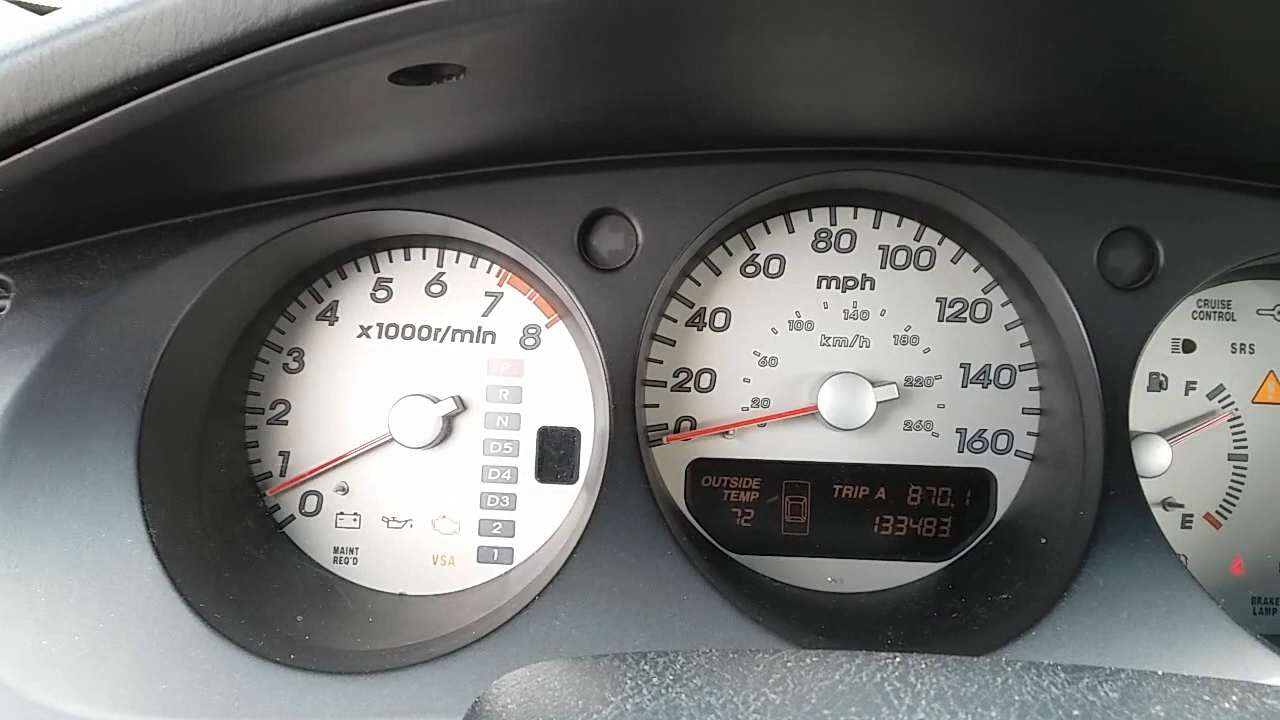 0
1
2
3
4
5
6
7
8
x1000r/min
P
R
N
D5
D4
D3
2
1
MAINT
REQ'D
VSA
0
20
40
60
80
100
120
140
160
mph
20
60
100
140
180
220
260
km/h
OUTSIDE
TEMP
72
TRIP A 870.1
133483
CRUISE
CONTROL
SRS
F
E
BRAKE
LAMP